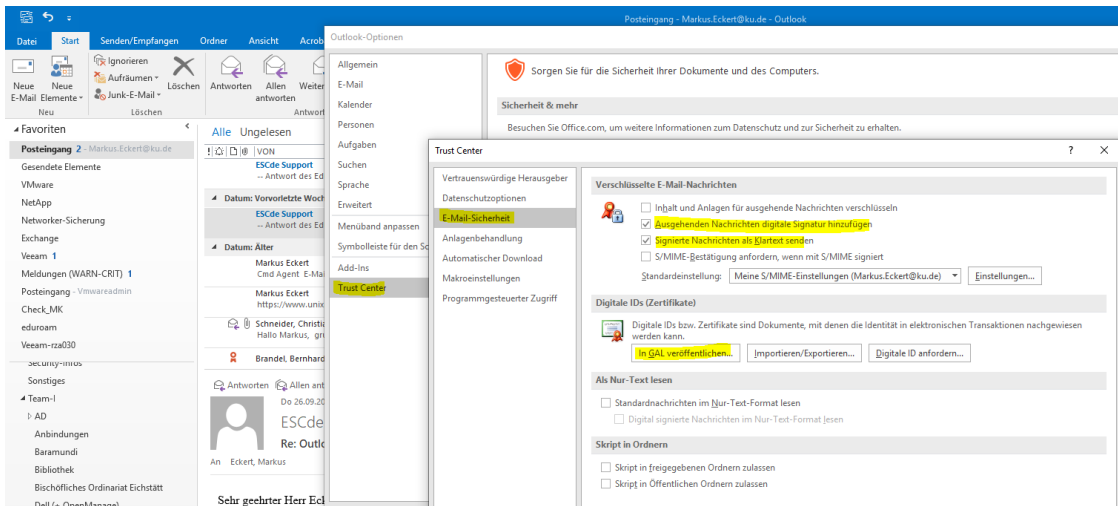 Posteingang - Markus.Eckert@ku.de - Outlook
Datei Start Senden/Empfangen Ordner Ansicht Acrob
Neue E-Mail
Neue Elemente
Ignorieren
Aufräumen
Junk-E-Mail
Löschen
Antworten
Allen antworten
Weiter
Neu Löschen Antwort
Favoriten
Posteingang 2 - Markus.Eckert@ku.de
Gesendete Elemente
VMware
NetApp
Networker-Sicherung
Exchange
Veeam 1
Meldungen (WARN-CRIT) 1
Posteingang - Vmwareadmin
Check_MK
eduroam
Veeam-rza030
Security-Infos
Sonstiges
Team-I
AD
Anbindungen
Baramundi
Bibliothek
Bischöfliches Ordinariat Eichstätt
Dell (+ OpenManage)
Alle Ungelesen
VON
ESCde Support
-- Antwort des Ed
Datum: Vorvorletzte Woch
ESCde Support
-- Antwort des Ed
Datum: Älter
Markus Eckert
Cmd Agent E-Mai
Markus Eckert
https://www.unix
Schneider, Christia
Hallo Markus, gr
Brandel, Bernhard
Antworten Allen ant
Do 26.09.20
ESCde
Re: Outlo
An Eckert, Markus
Sehr geehrter Herr Eck
Outlook-Optionen
Allgemein
E-Mail
Kalender
Personen
Aufgaben
Suchen
Sprache
Erweitert
Menüband anpassen
Symbolleiste für den Sc
Add-Ins
Trust Center
Sorgen Sie für die Sicherheit Ihrer Dokumente und des Computers.
Sicherheit & mehr
Besuchen Sie Office.com, um weitere Informationen zum Datenschutz und zur Sicherheit zu erhalten.
Trust Center ? ×
Vertrauenswürdige Herausgeber
Datenschutzoptionen
E-Mail-Sicherheit
Anlagenbehandlung
Automatischer Download
Makroeinstellungen
Programmgesteuerter Zugriff
Verschlüsselte E-Mail-Nachrichten
Inhalt und Anlagen für ausgehende Nachrichten verschlüsseln
Ausgehenden Nachrichten digitale Signatur hinzufügen
Signierte Nachrichten als Klartext senden
S/MIME-Bestätigung anfordern, wenn mit S/MIME signiert
Standardeinstellung: Meine S/MIME-Einstellungen (Markus.Eckert@ku.de) Einstellungen...
Digitale IDs (Zertifikate)
Digitale IDs bzw. Zertifikate sind Dokumente, mit denen die Identität in elektronischen Transaktionen nachgewiesen
werden kann.
In GAL veröffentlichen... Importieren/Exportieren... Digitale ID anfordern...
Als Nur-Text lesen
Standardnachrichten im Nur-Text-Format lesen
Digital signierte Nachrichten im Nur-Text-Format lesen
Skript in Ordnern
Skript in freigegebenen Ordnern zulassen
Skript in Öffentlichen Ordnern zulassen